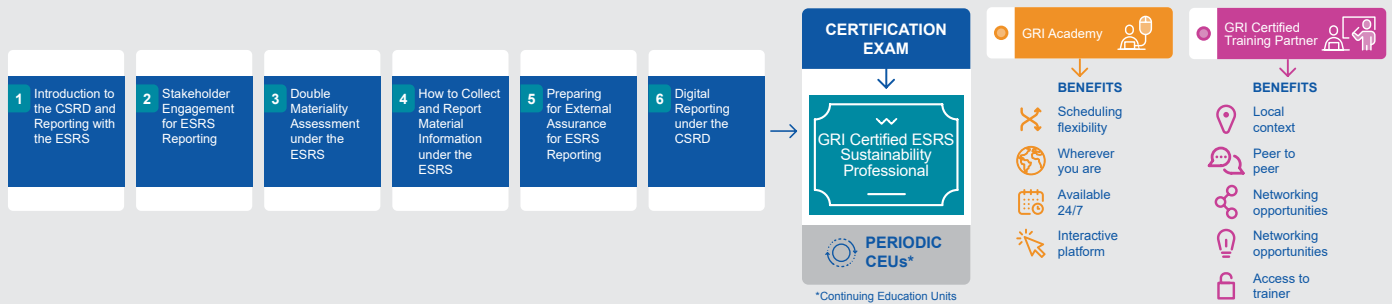 1
Introduction to
the CSRD and
Reporting with
the ESRS
2
Stakeholder
Engagement
for ESRS
Reporting
3
Double
Materiality
Assessment
under the
ESRS
4
How to Collect
and Report
Material
Information
under the
ESRS
5
Preparing
for External
Assurance
for ESRS
Reporting
6
Digital
Reporting
under the
CSRD
CERTIFICATION
EXAM
GRI Certified ESRS
Sustainability
Professional
PERIODIC
CEUs*
*Continuing Education Units
GRI Academy
BENEFITS
Scheduling
flexibility
Wherever
you are
Available
24/7
Interactive
platform
GRI Certified
Training Partner
BENEFITS
Local
context
Peer to
peer
Networking
opportunities
Networking
opportunities
Access to
trainer